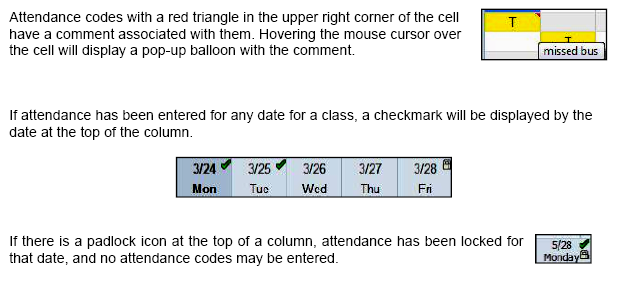 Attendance codes with a red triangle in the upper right corner of the cell
have a comment associated with them. Hovering the mouse cursor over
the cell will display a pop-up balloon with the comment.
T
T
missed bus
If attendance has been entered for any date for a class, a checkmark will be displayed by the
date at the top of the column.
3/24 3/25 3/26 3/27 3/28
Mon Tue Wed Thu Fri
If there is a padlock icon at the top of a column, attendance has been locked for
that date, and no attendance codes may be entered.
5/28
Monday